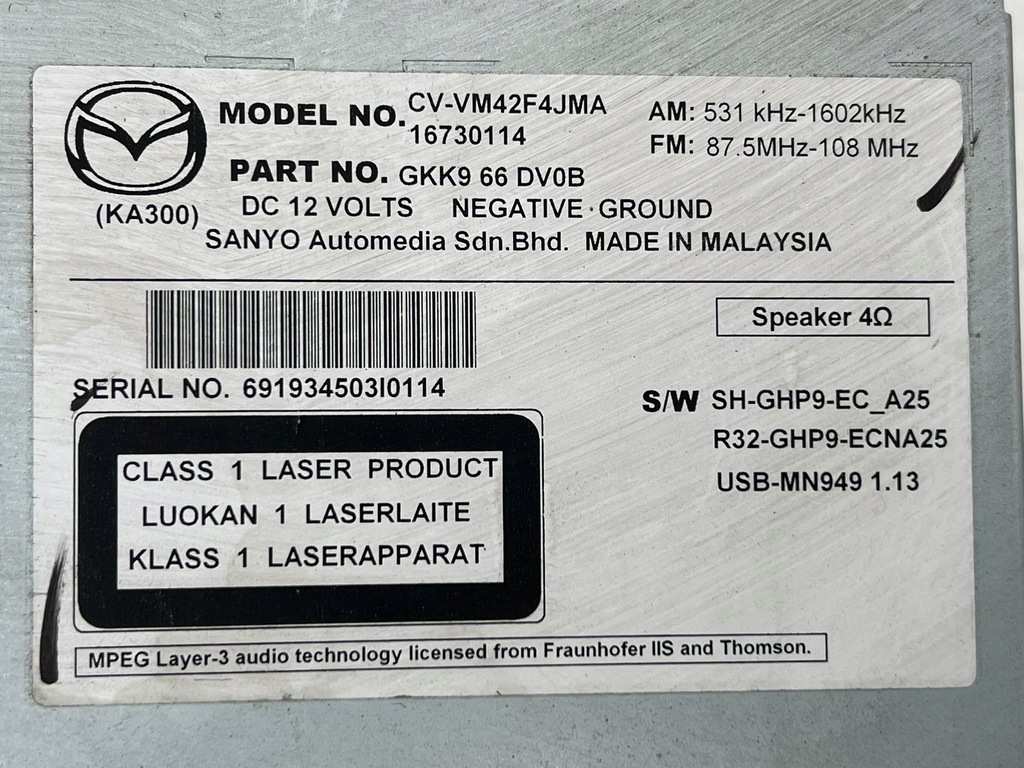 MODEL NO. CV-VM42F4JMA
16730114
AM: 531 kHz-1602kHz
FM: 87.5MHz-108 MHz
PART NO. GKK9 66 DV0B
(KA300)
DC 12 VOLTS NEGATIVE·GROUND
SANYO Automedia Sdn.Bhd. MADE IN MALAYSIA
Speaker 4Ω
SERIAL NO. 691934503I0114
S/W SH-GHP9-EC_A25
R32-GHP9-ECNA25
USB-MN949 1.13
CLASS 1 LASER PRODUCT
LUOKAN 1 LASERLAITE
KLASS 1 LASERAPPARAT
MPEG Layer-3 audio technology licensed from Fraunhofer IIS and Thomson.